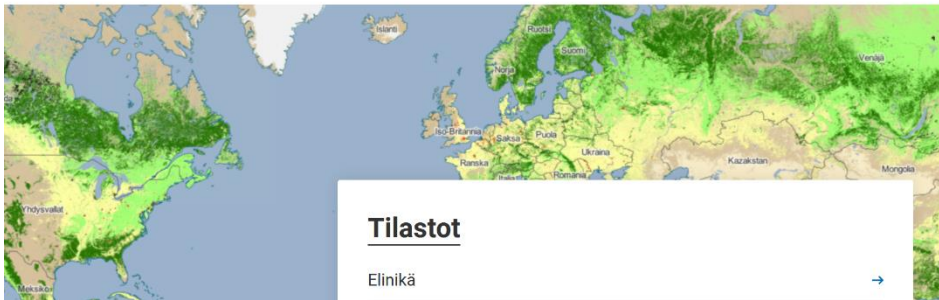 Islanti
Ruotsi
Suomi
Norja
Venäjä
Iso-Britannia
Saksa
Puola
Ukraina
Ranska
Romania
Kazakstan
Mongolia
Yhdysvallat
Meksiko
Tilastot
Elinikä